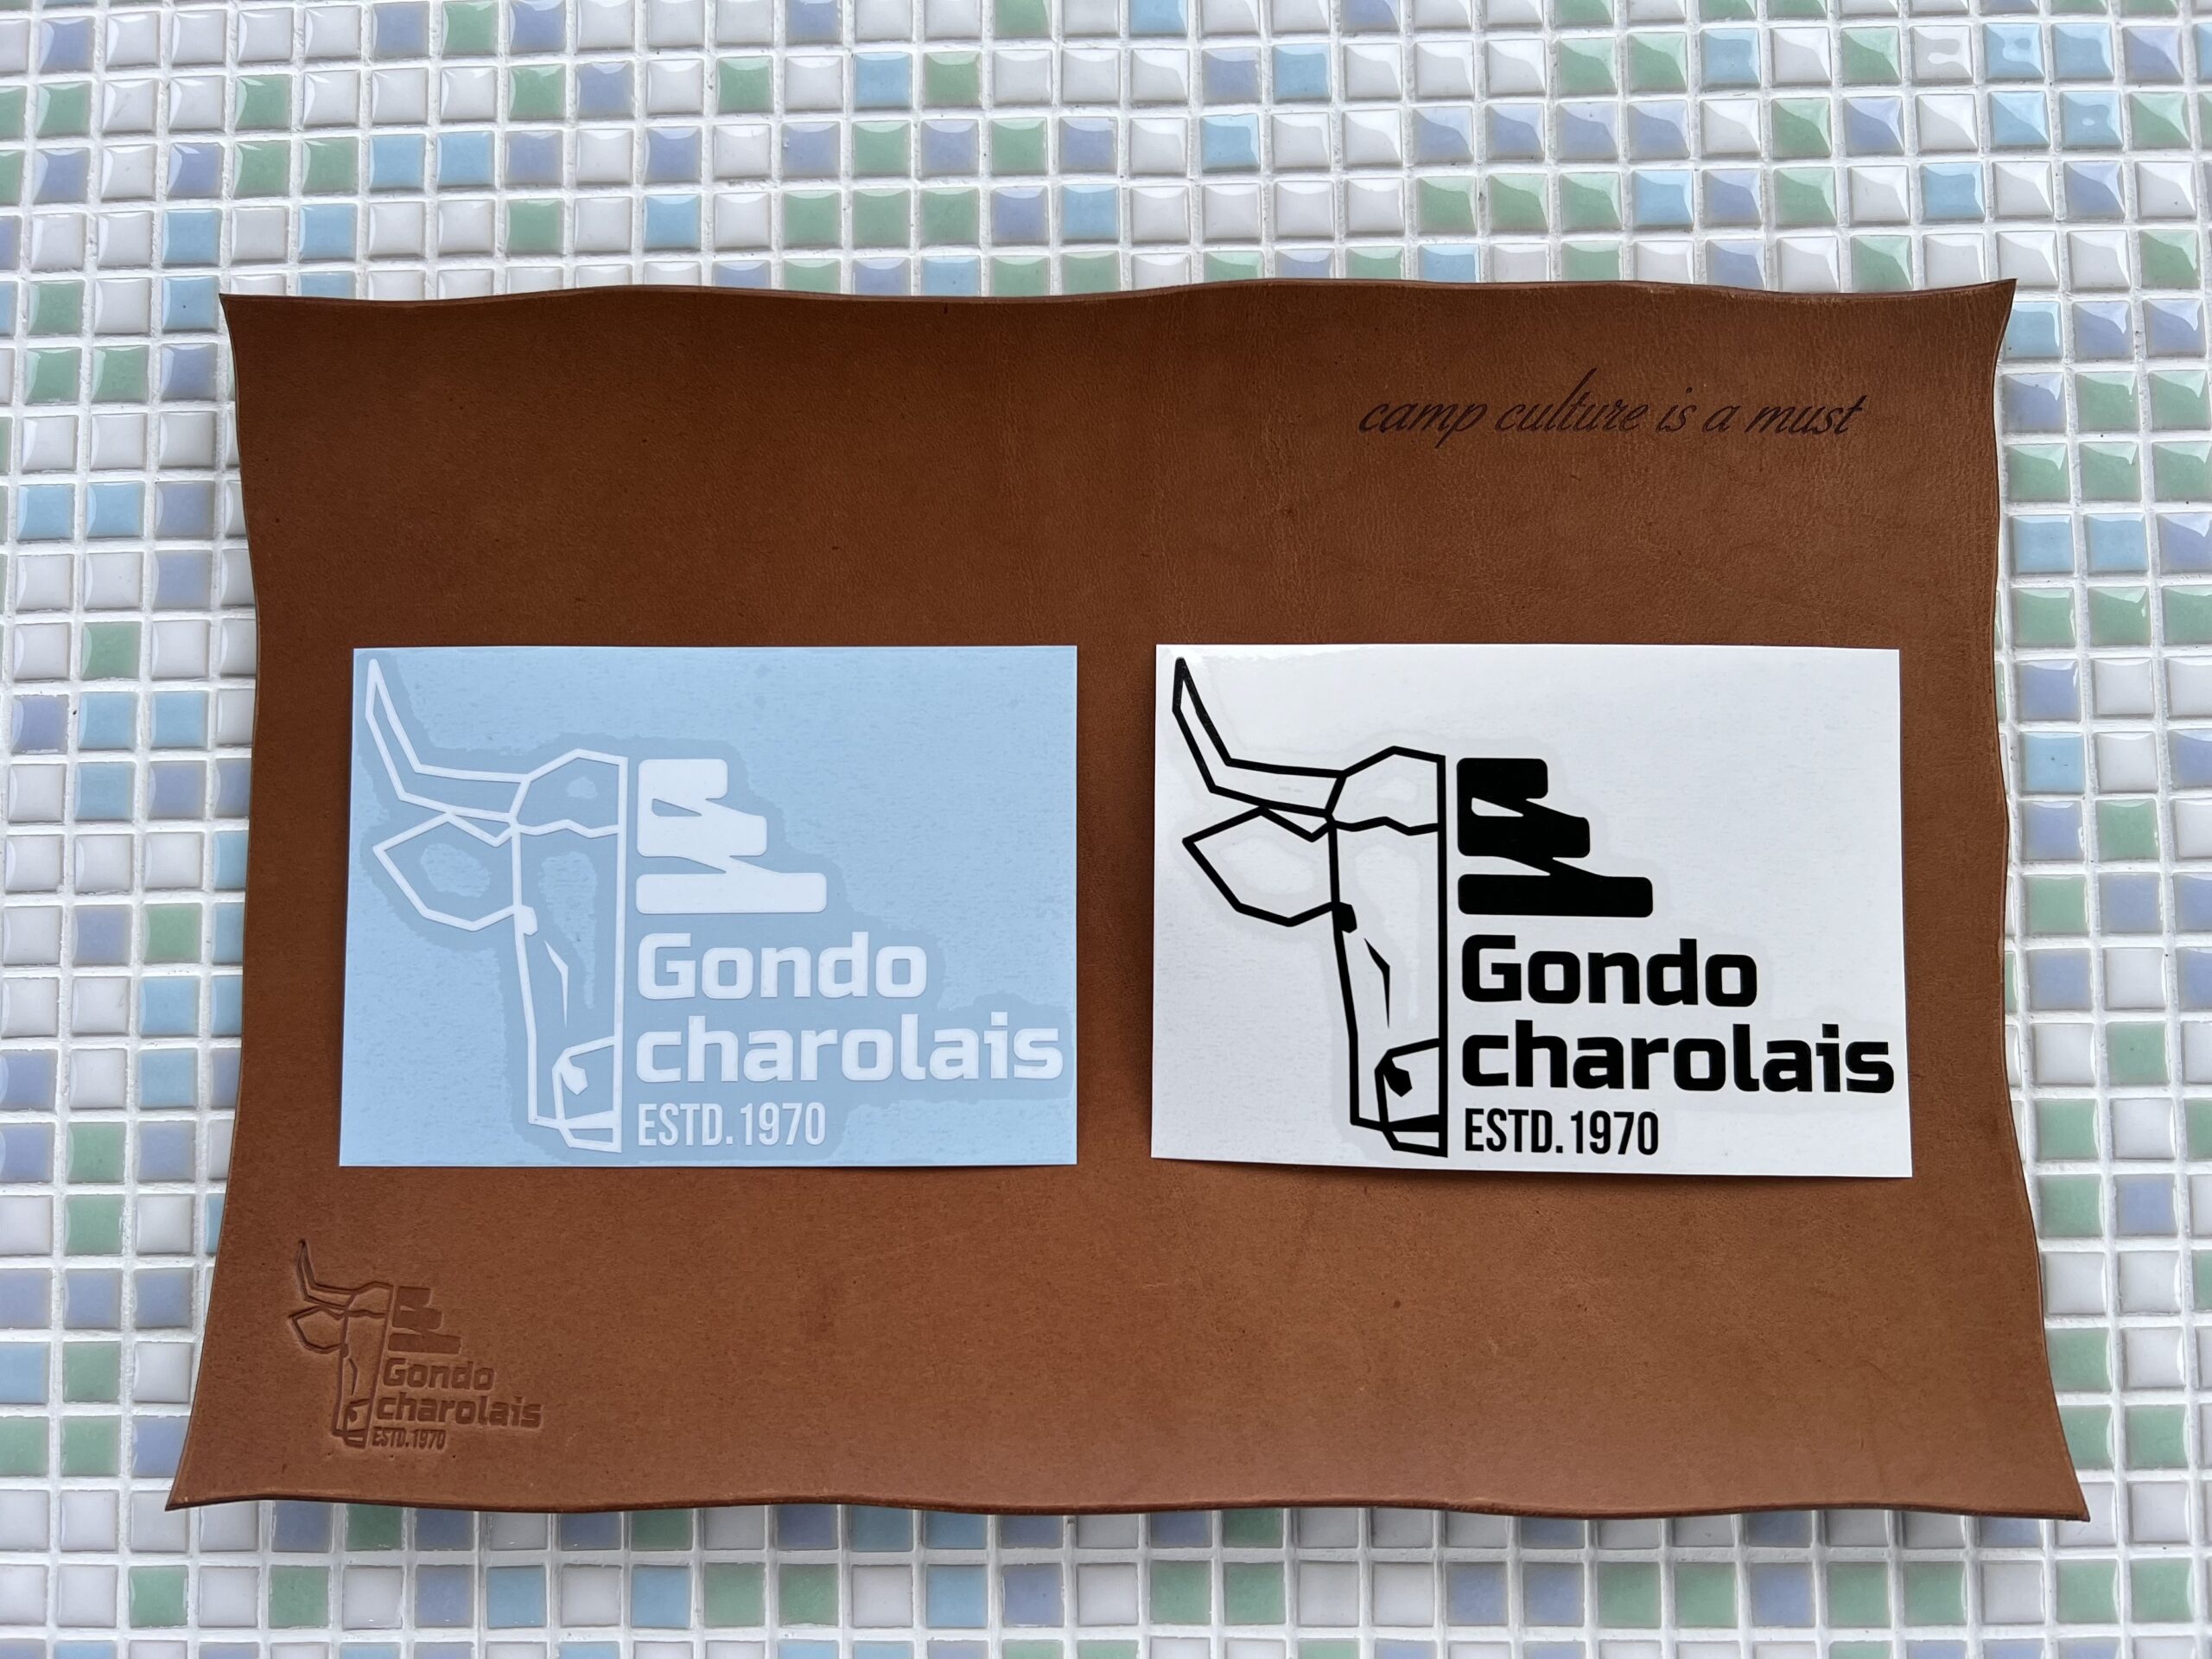 camp culture is a must
Gondo
charolais
ESTD.1970
Gondo
charolais
ESTD.1970
Gondo
charolais
ESTD.1970